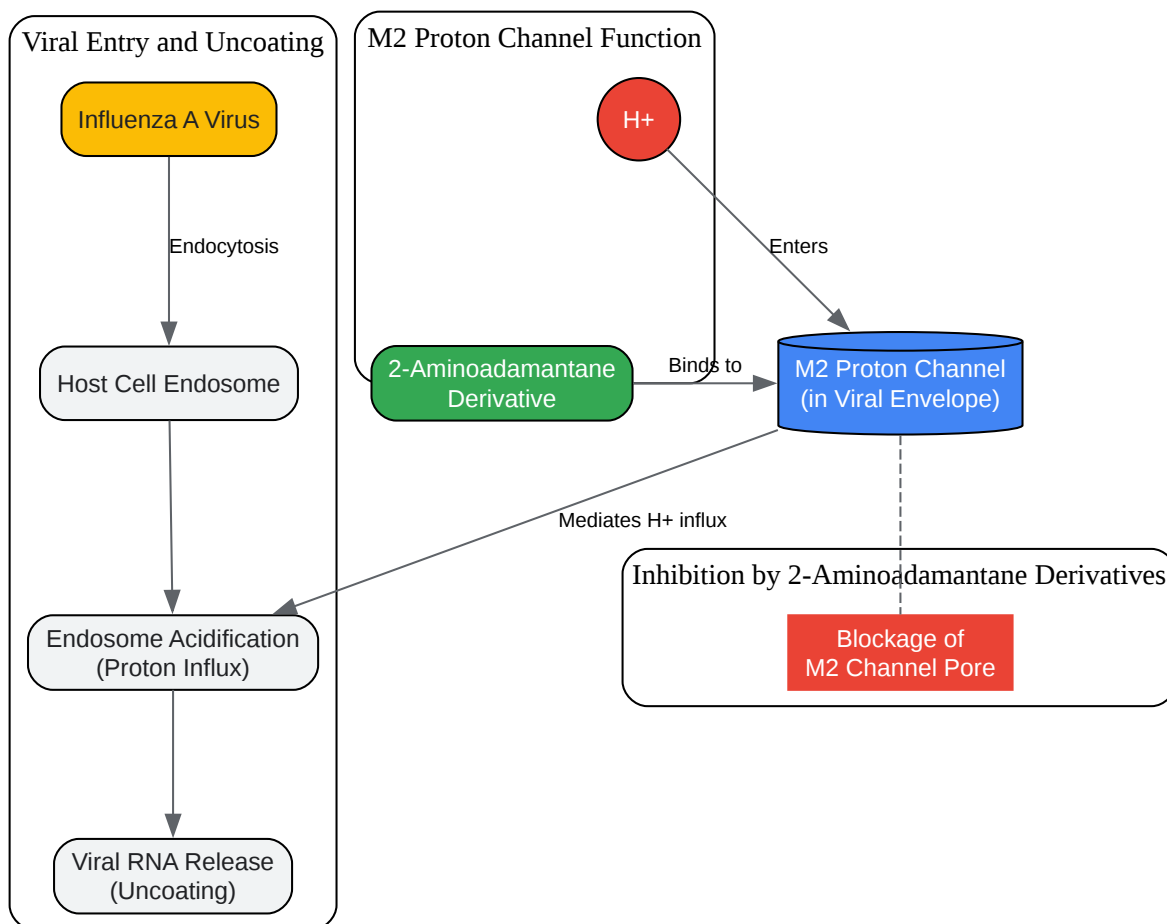 Viral Entry and Uncoating
Influenza A Virus
Endocytosis
Host Cell Endosome
Endosome Acidification
(Proton Influx)
Viral RNA Release
(Uncoating)
M2 Proton Channel Function
H+
Enters
2-Aminoadamantane
Derivative
Binds to
M2 Proton Channel
(in Viral Envelope)
Mediates H+ influx
Inhibition by 2-Aminoadamantane Derivatives
Blockage of
M2 Channel Pore